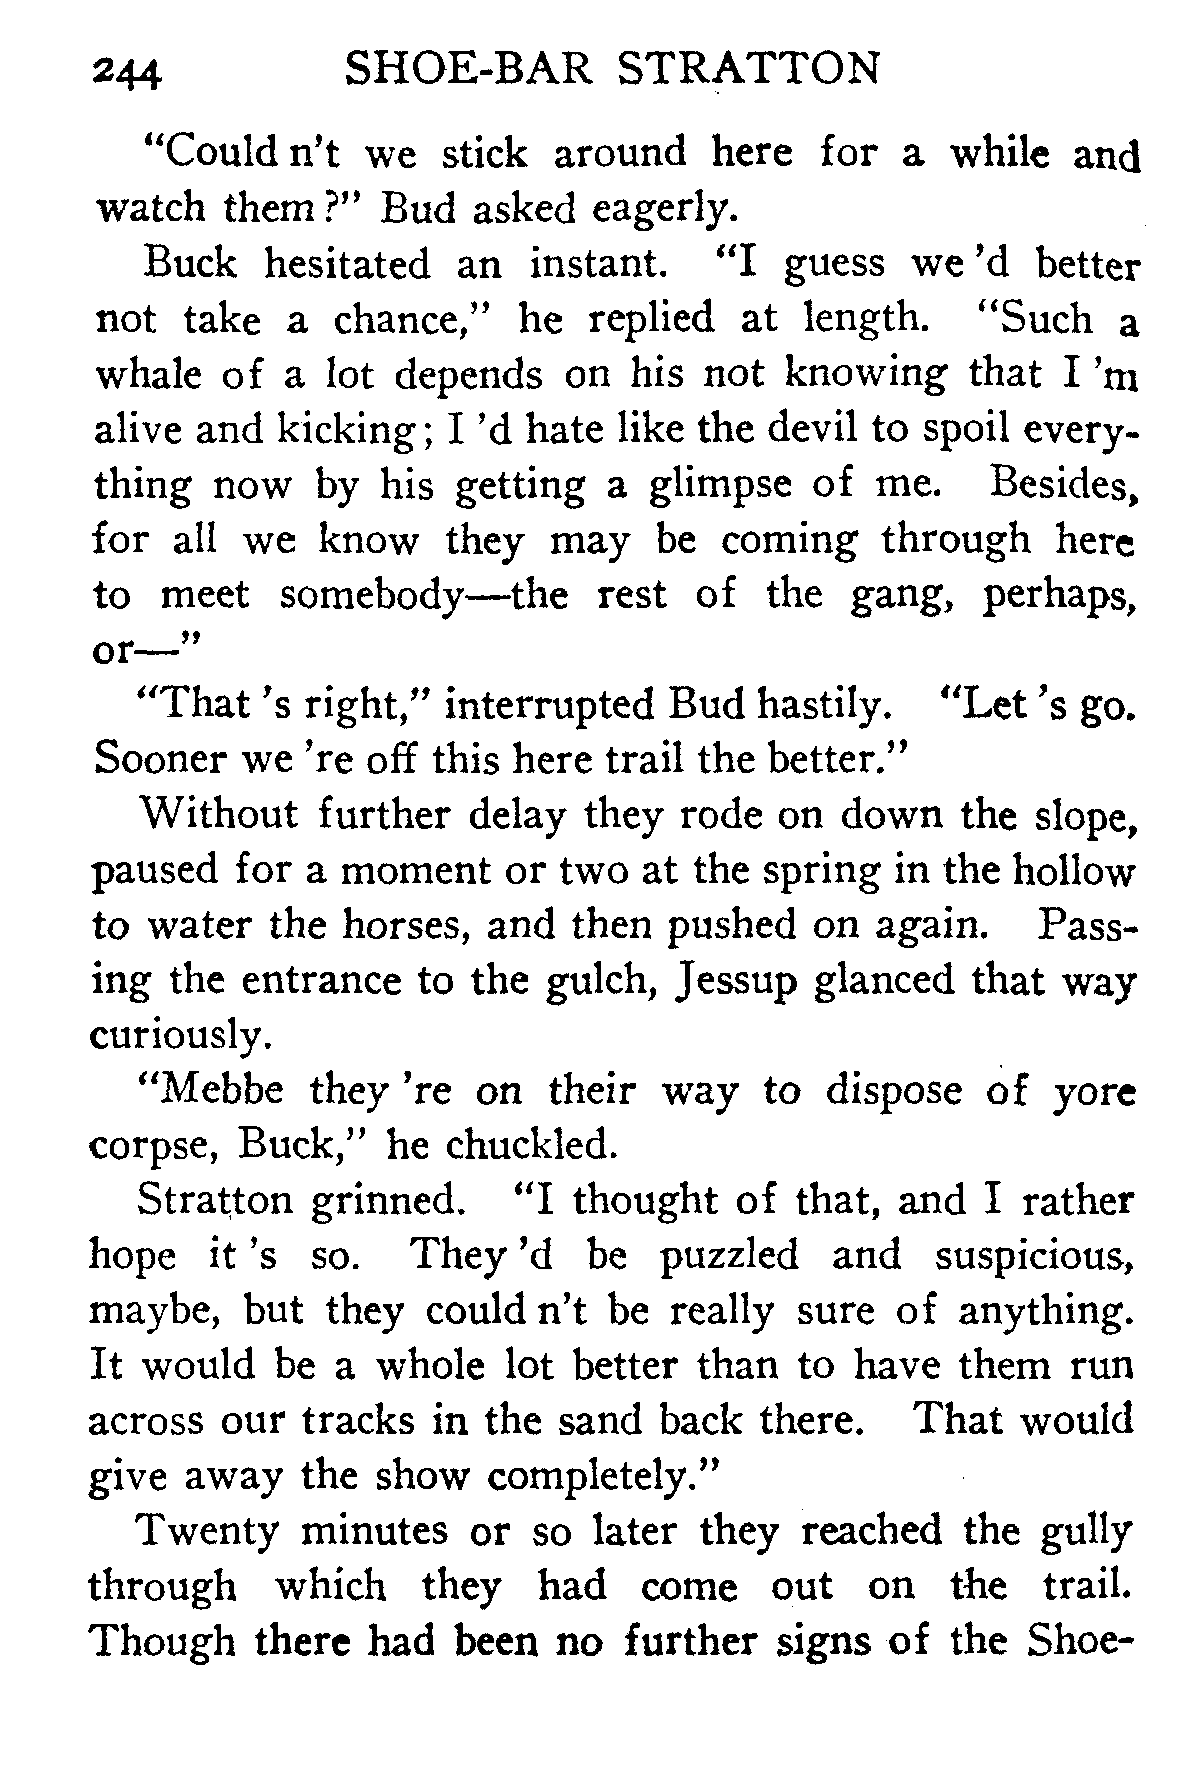 244 SHOE-BAR STRATTON
"Could n't we stick around here for a while and
watch them?" Bud asked eagerly.
Buck hesitated an instant. "I guess we 'd better
not take a chance," he replied at length. "Such a
whale of a lot depends on his not knowing that I 'm
alive and kicking; I 'd hate like the devil to spoil every-
thing now by his getting a glimpse of me. Besides,
for all we know they may be coming through here
to meet somebody—the rest of the gang, perhaps,
or—"
"That 's right," interrupted Bud hastily. "Let 's go.
Sooner we 're off this here trail the better."
Without further delay they rode on down the slope,
paused for a moment or two at the spring in the hollow
to water the horses, and then pushed on again. Pass-
ing the entrance to the gulch, Jessup glanced that way
curiously.
"Mebbe they 're on their way to dispose of yore
corpse, Buck," he chuckled.
Stratton grinned. "I thought of that, and I rather
hope it 's so. They 'd be puzzled and suspicious,
maybe, but they could n't be really sure of anything.
It would be a whole lot better than to have them run
across our tracks in the sand back there. That would
give away the show completely."
Twenty minutes or so later they reached the gully
through which they had come out on the trail.
Though there had been no further signs of the Shoe-